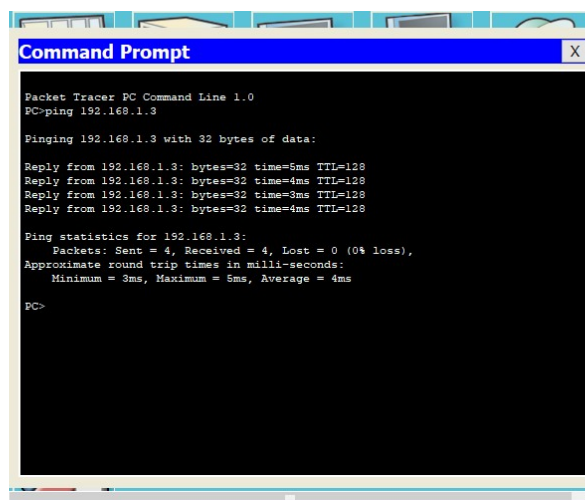 Command Prompt
X
Packet Tracer PC Command Line 1.0
PC>ping 192.168.1.3
Pinging 192.168.1.3 with 32 bytes of data:
Reply from 192.168.1.3: bytes=32 time=5ms TTL=128
Reply from 192.168.1.3: bytes=32 time=4ms TTL=128
Reply from 192.168.1.3: bytes=32 time=3ms TTL=128
Reply from 192.168.1.3: bytes=32 time=4ms TTL=128
Ping statistics for 192.168.1.3:
Packets: Sent = 4, Received = 4, Lost = 0 (0% loss),
Approximate round trip times in milli-seconds:
Minimum = 3ms, Maximum = 5ms, Average = 4ms
PC>